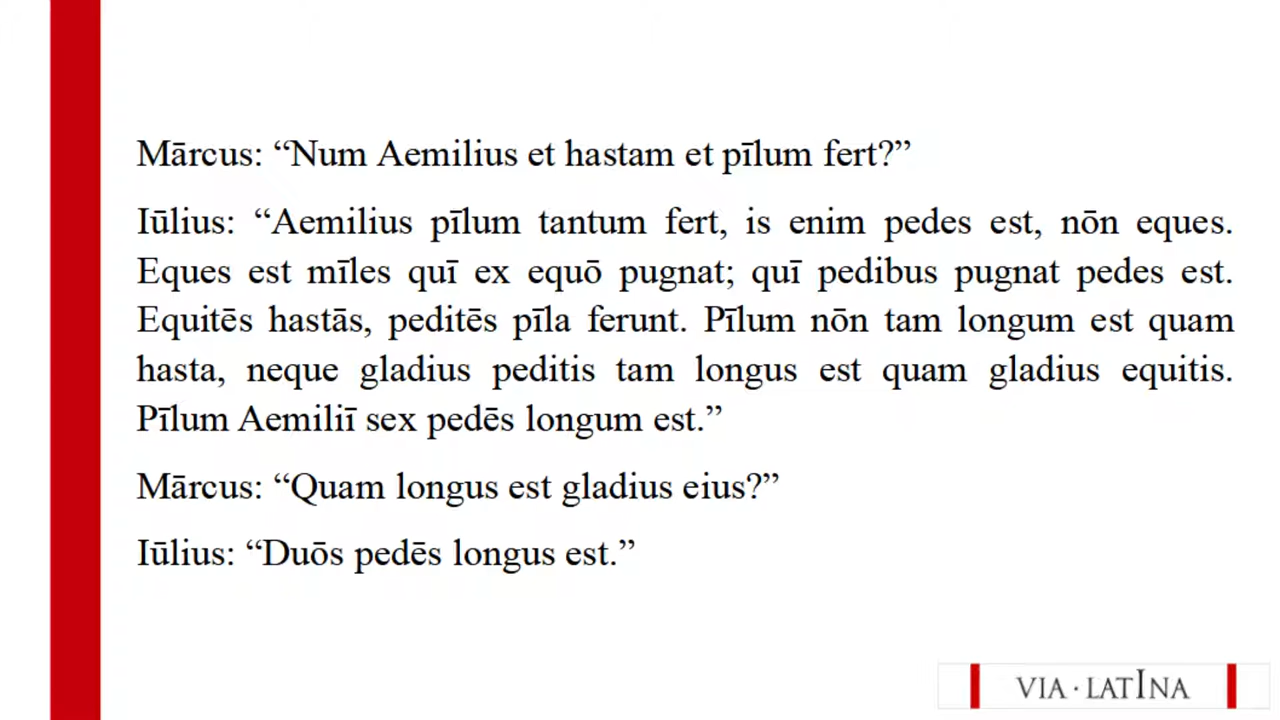 Mārcus: “Num Aemilius et hastam et pīlum fert?”
Iūlius: “Aemilius pīlum tantum fert, is enim pedes est, nōn eques.
Eques est mīles quī ex equō pugnat; quī pedibus pugnat pedes est.
Equitēs hastās, peditēs pīla ferunt. Pīlum nōn tam longum est quam
hasta, neque gladius peditis tam longus est quam gladius equitis.
Pīlum Aemiliī sex pedēs longum est.”
Mārcus: “Quam longus est gladius eius?”
Iūlius: “Duōs pedēs longus est.”
VIA · LATINA